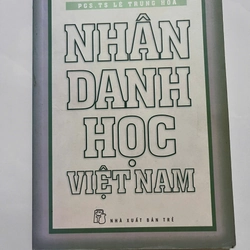 PGS.TS LÊ TRUNG HOA
NHÂN
DANH
HỌC
VIỆT NAM
NHÀ XUẤT BẢN TRẺ